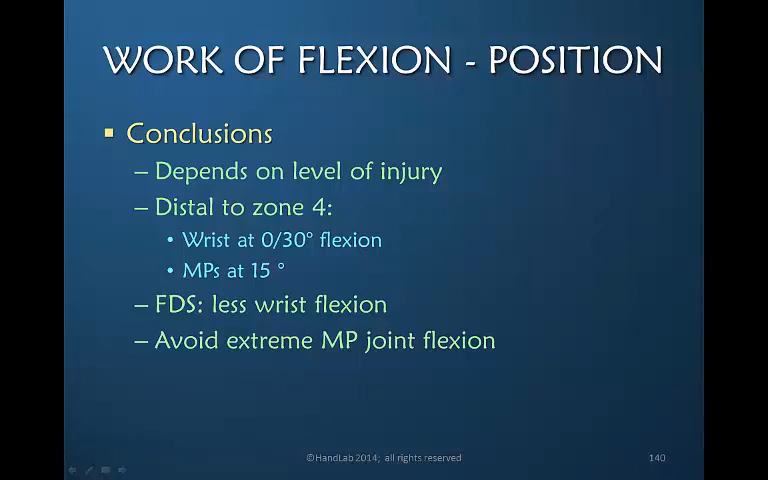 WORK OF FLEXION - POSITION
▪ Conclusions
– Depends on level of injury
– Distal to zone 4:
• Wrist at 0/30° flexion
• MPs at 15 °
– FDS: less wrist flexion
– Avoid extreme MP joint flexion
©HandLab 2014; all rights reserved
140